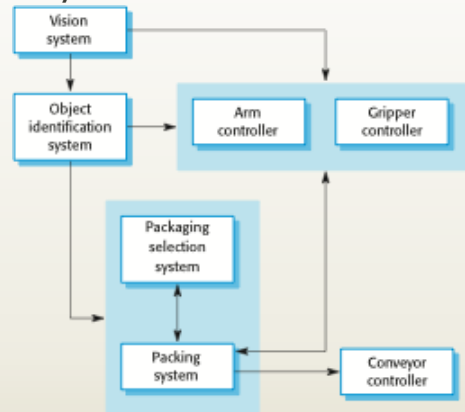 Vision
system
Object
identification
system
Arm
controller
Gripper
controller
Packaging
selection
system
Packing
system
Conveyor
controller